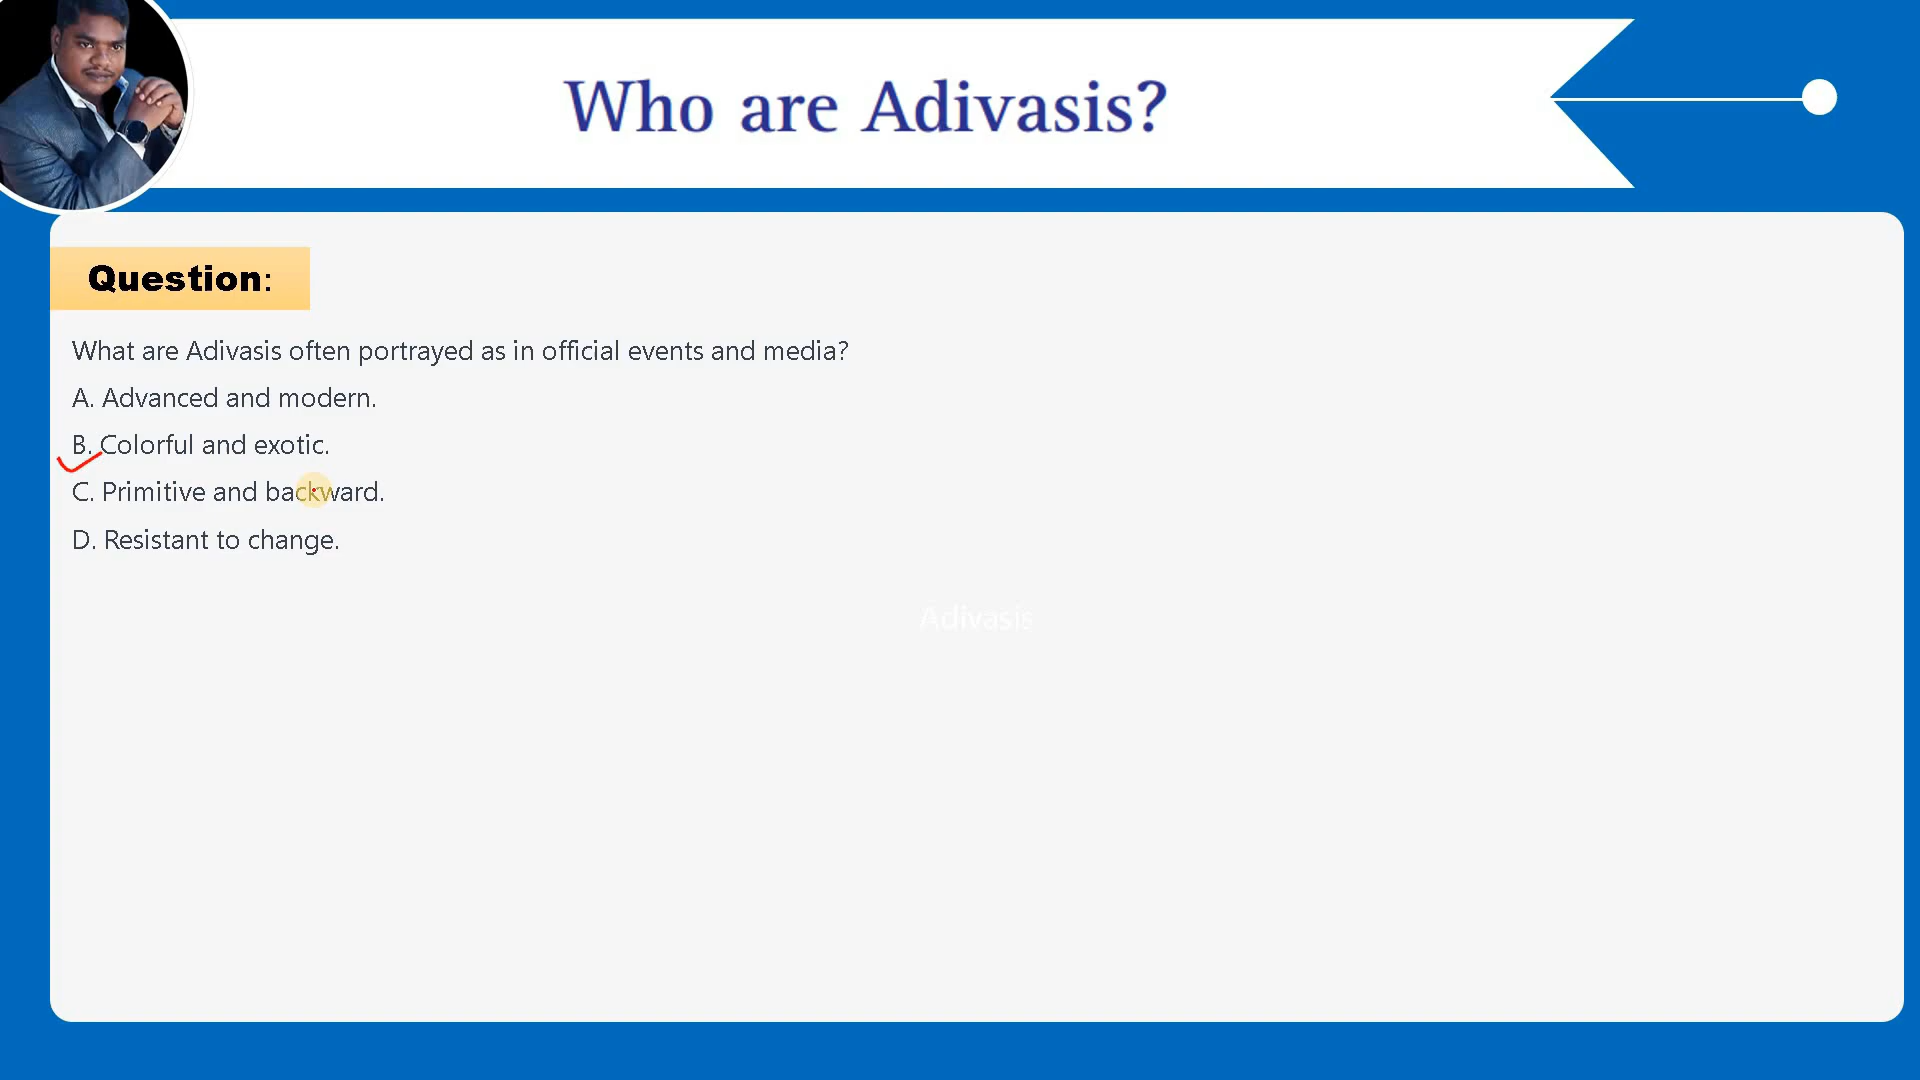 Who are Adivasis?
Question:
What are Adivasis often portrayed as in official events and media?
A. Advanced and modern.
B. Colorful and exotic.
C. Primitive and backward.
D. Resistant to change.
Adivasis